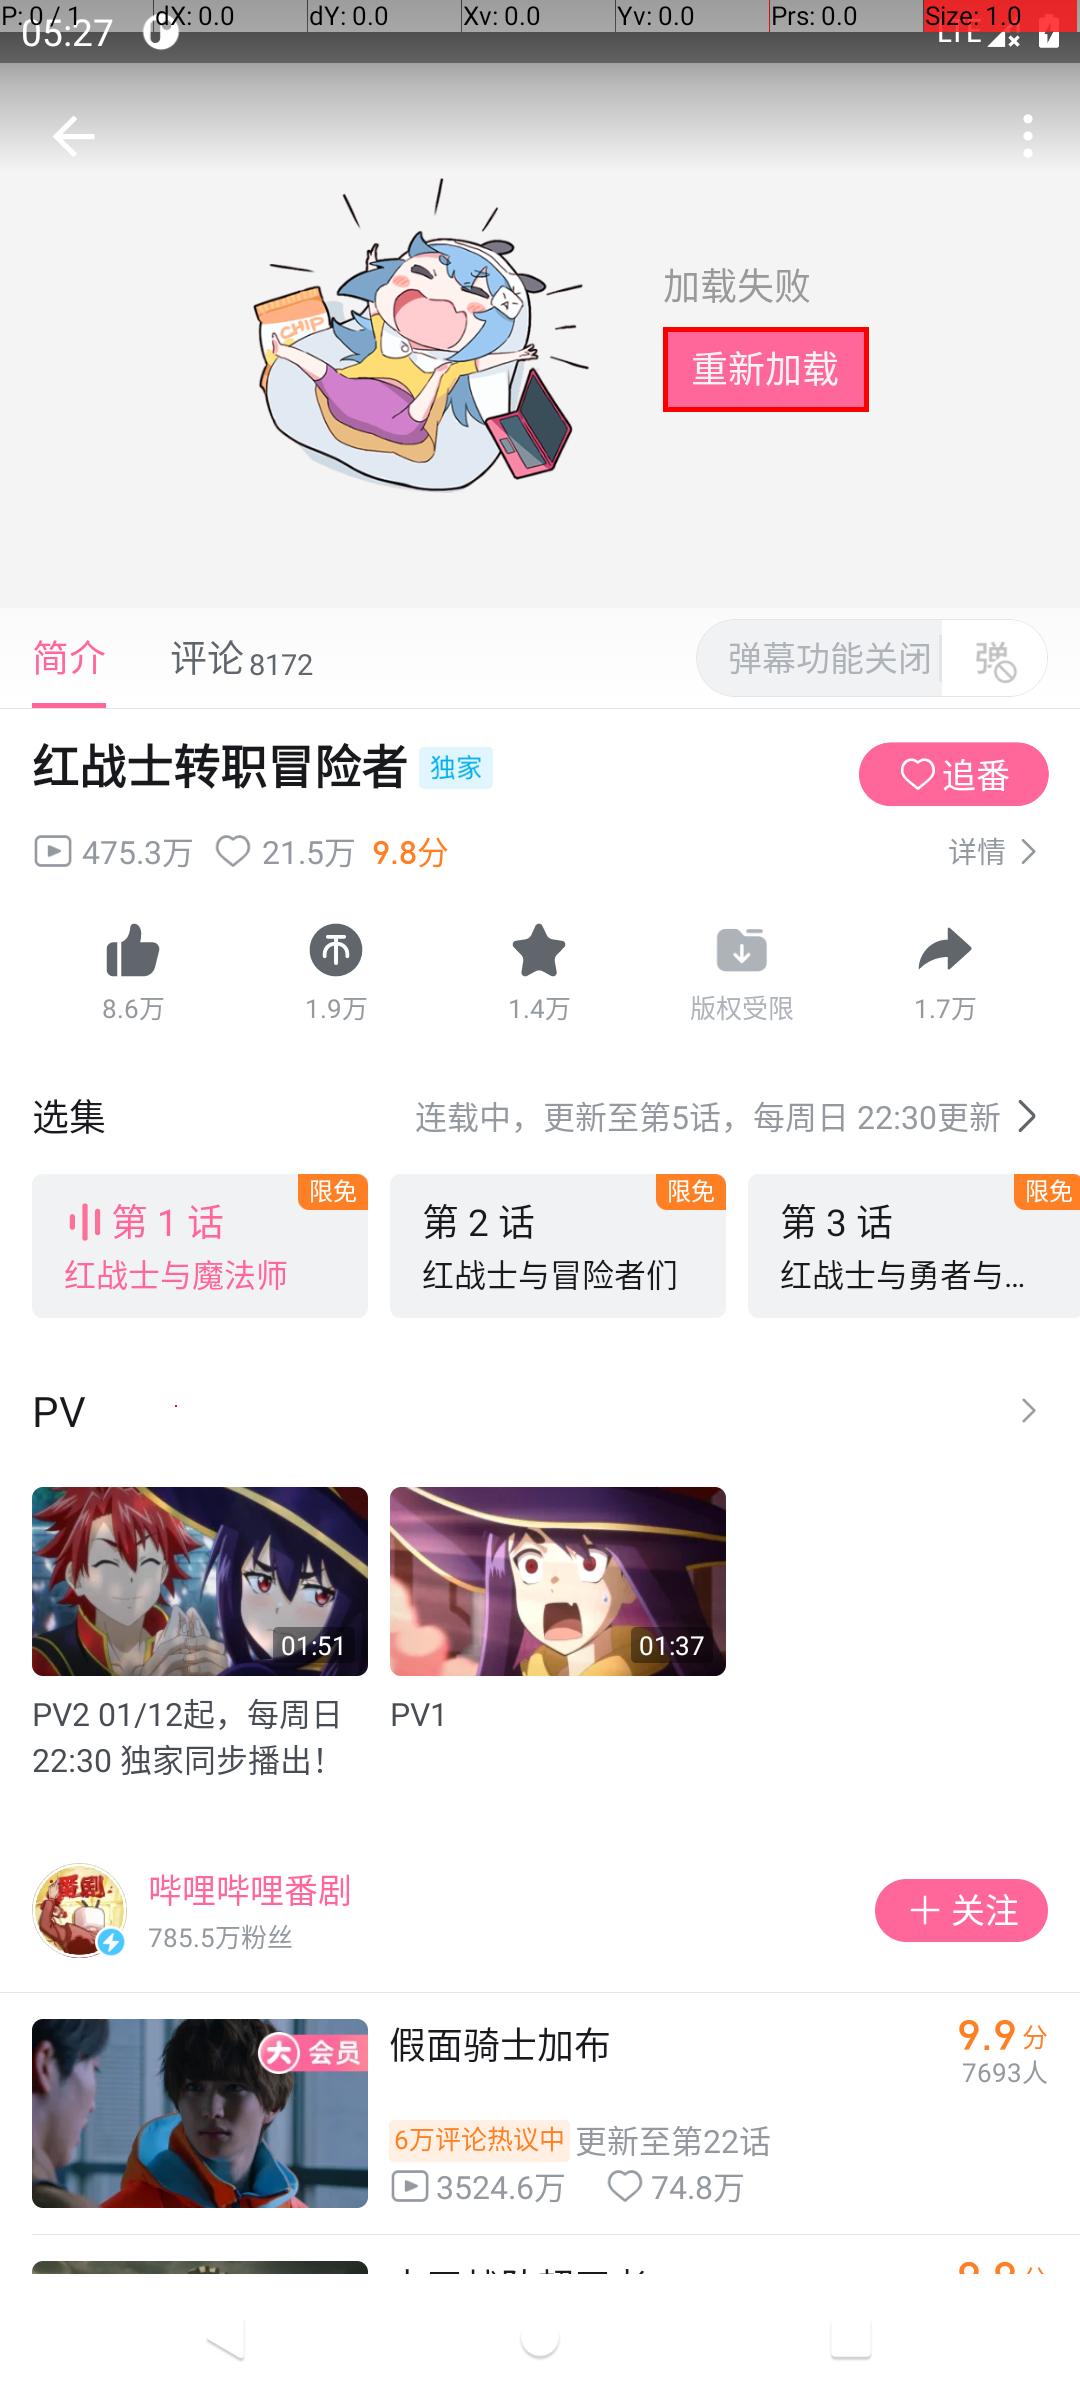 P: 0 / 1 dX: 0.0 dY: 0.0 Xv: 0.0 Yv: 0.0 Prs: 0.0 Size: 1.0
05:27 LTE
CHIP
加载失败
重新加载
简介 评论 8172 弹幕功能关闭 弹
红战士转职冒险者 独家 追番
475.3万 21.5万 9.8分 详情
8.6万 1.9万 1.4万 版权受限 1.7万
选集 连载中，更新至第5话，每周日 22:30更新
限免 限免 限免
第 1 话 第 2 话 第 3 话
红战士与魔法师 红战士与冒险者们 红战士与勇者与...
PV
01:51 01:37
PV2 01/12起，每周日 PV1
22:30 独家同步播出！
番剧
哔哩哔哩番剧
785.5万粉丝
关注
大 会员
假面骑士加布 9.9 分
7693人
6万评论热议中 更新至第22话
3524.6万 74.8万